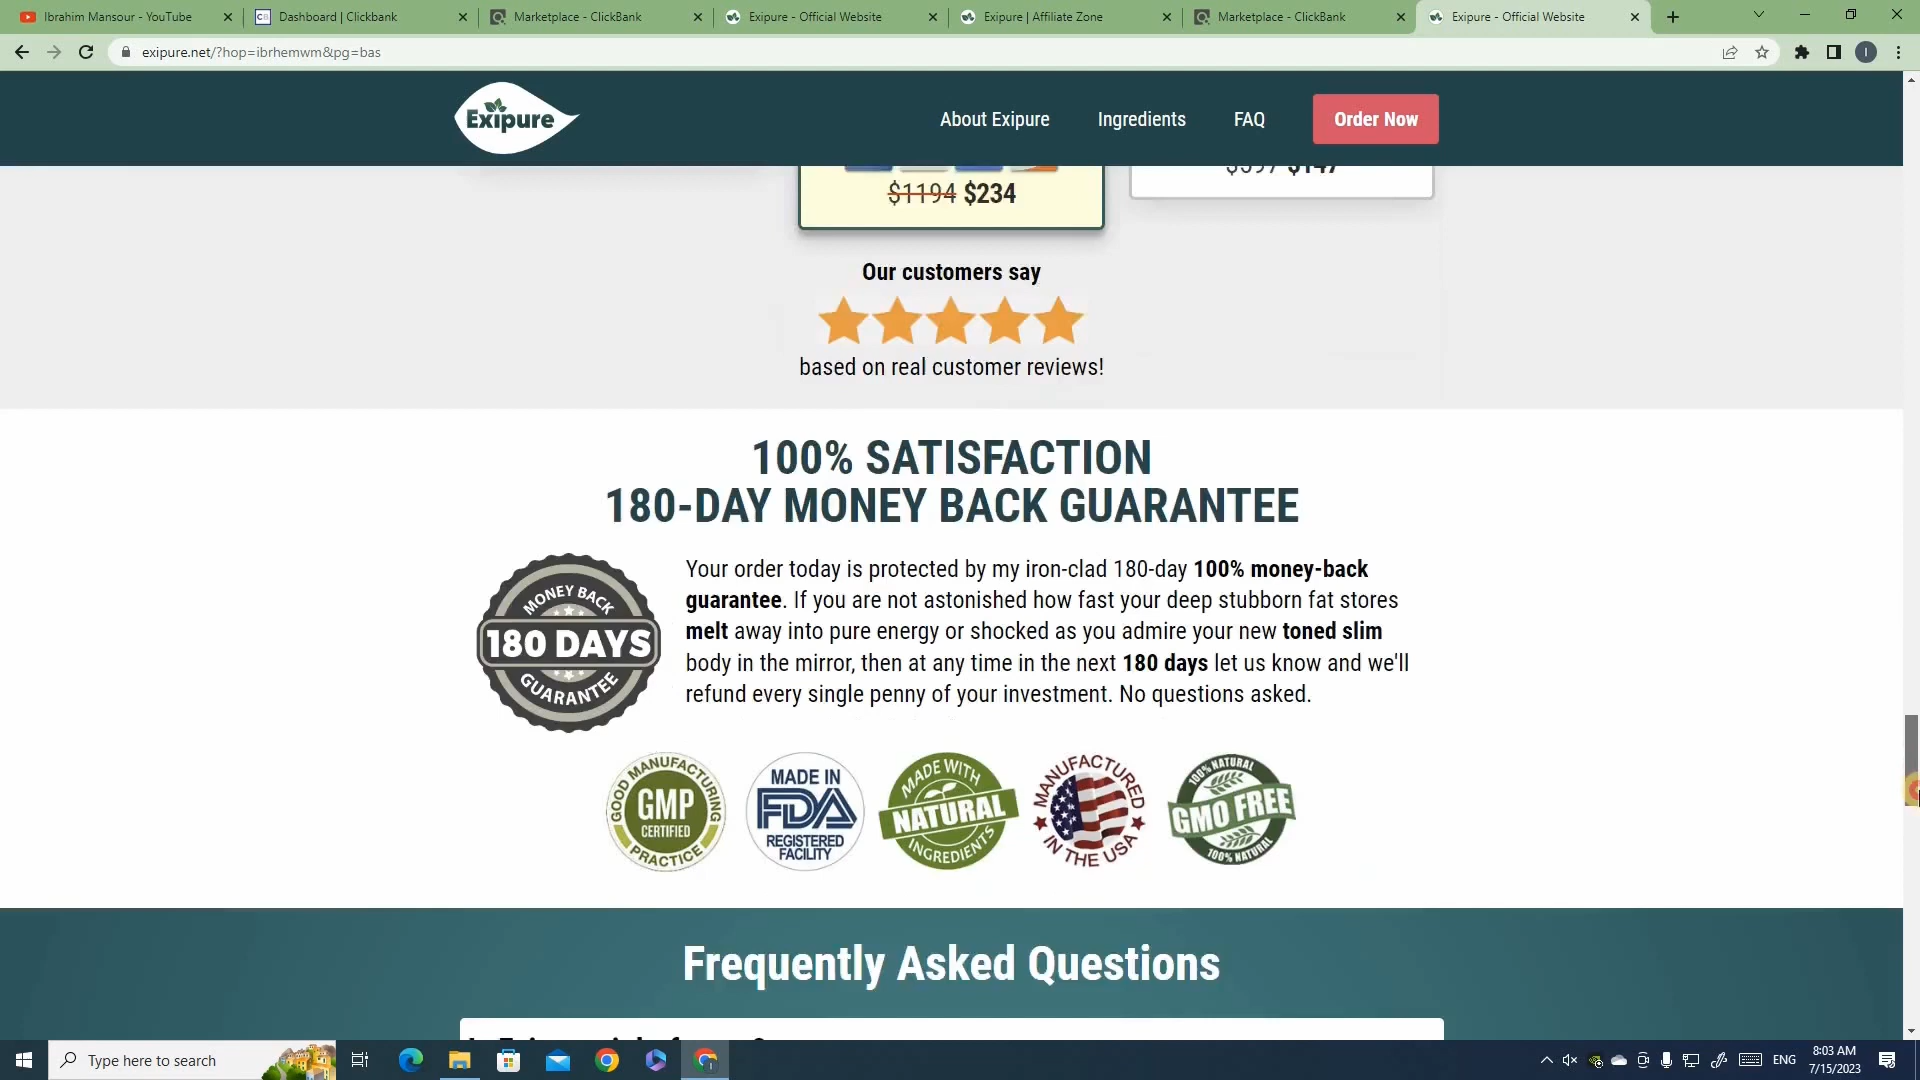 Ibrahim Mansour - YouTube
Dashboard | Clickbank
Marketplace - ClickBank
Exipure - Official Website
Exipure | Affiliate Zone
Marketplace - ClickBank
Exipure - Official Website
exipure.net/?hop=ibrhemwm&pg=bas
I
Exipure
About Exipure
Ingredients
FAQ
Order Now
$1194 $234
Our customers say
based on real customer reviews!
100% SATISFACTION
180-DAY MONEY BACK GUARANTEE
Your order today is protected by my iron-clad 180-day 100% money-back
guarantee. If you are not astonished how fast your deep stubborn fat stores
melt away into pure energy or shocked as you admire your new toned slim
body in the mirror, then at any time in the next 180 days let us know and we'll
refund every single penny of your investment. No questions asked.
MONEY BACK
180 DAYS
GUARANTEE
GOOD MANUFACTURING
GMP
CERTIFIED
PRACTICE
MADE IN
FDA
REGISTERED
FACILITY
MADE WITH
NATURAL
INGREDIENTS
MANUFACTURED
IN THE USA
100% NATURAL
GMO FREE
100% NATURAL
Frequently Asked Questions
Type here to search
ENG
8:03 AM
7/15/2023